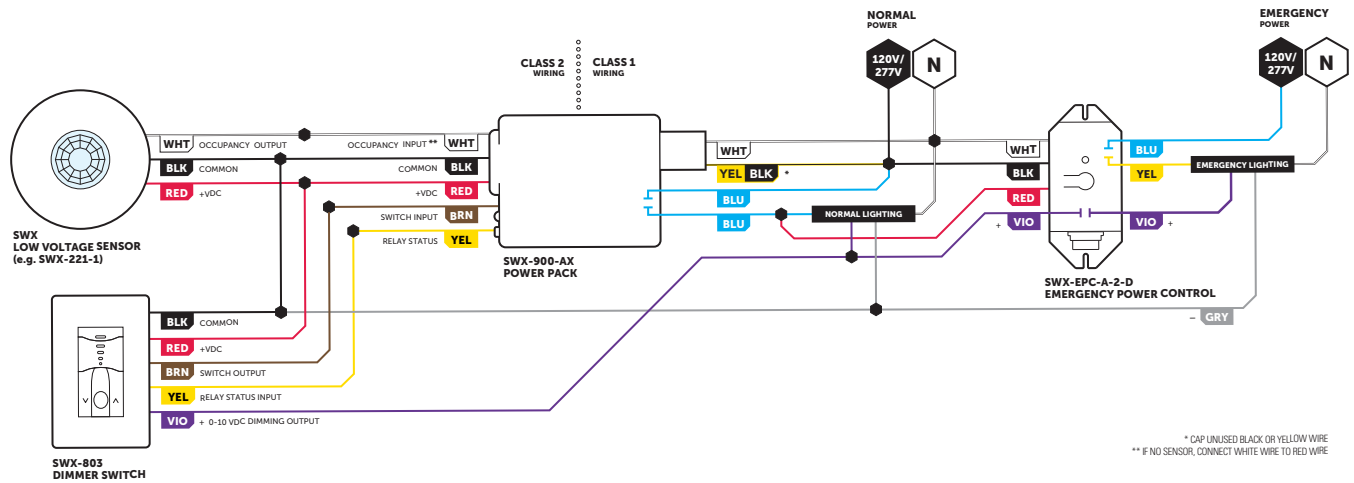 NORMAL
POWER
120V/
277V
N
EMERGENCY
POWER
120V/
277V
N
CLASS 2
WIRING
CLASS 1
WIRING
WHT OCCUPANCY OUTPUT
OCCUPANCY INPUT ** WHT
BLK COMMON
COMMON BLK
RED +VDC
+VDC RED
SWITCH INPUT BRN
RELAY STATUS YEL
WHT
YEL BLK *
BLU
BLU
NORMAL LIGHTING
WHT
BLK
RED
+ VIO
BLU
YEL
EMERGENCY LIGHTING
VIO +
SWX
LOW VOLTAGE SENSOR
(e.g. SWX-221-1)
SWX-900-AX
POWER PACK
SWX-EPC-A-2-D
EMERGENCY POWER CONTROL
– GRY
BLK COMMON
RED +VDC
BRN SWITCH OUTPUT
YEL RELAY STATUS INPUT
VIO + 0-10 VDC DIMMING OUTPUT
SWX-803
DIMMER SWITCH
* CAP UNUSED BLACK OR YELLOW WIRE
** IF NO SENSOR, CONNECT WHITE WIRE TO RED WIRE